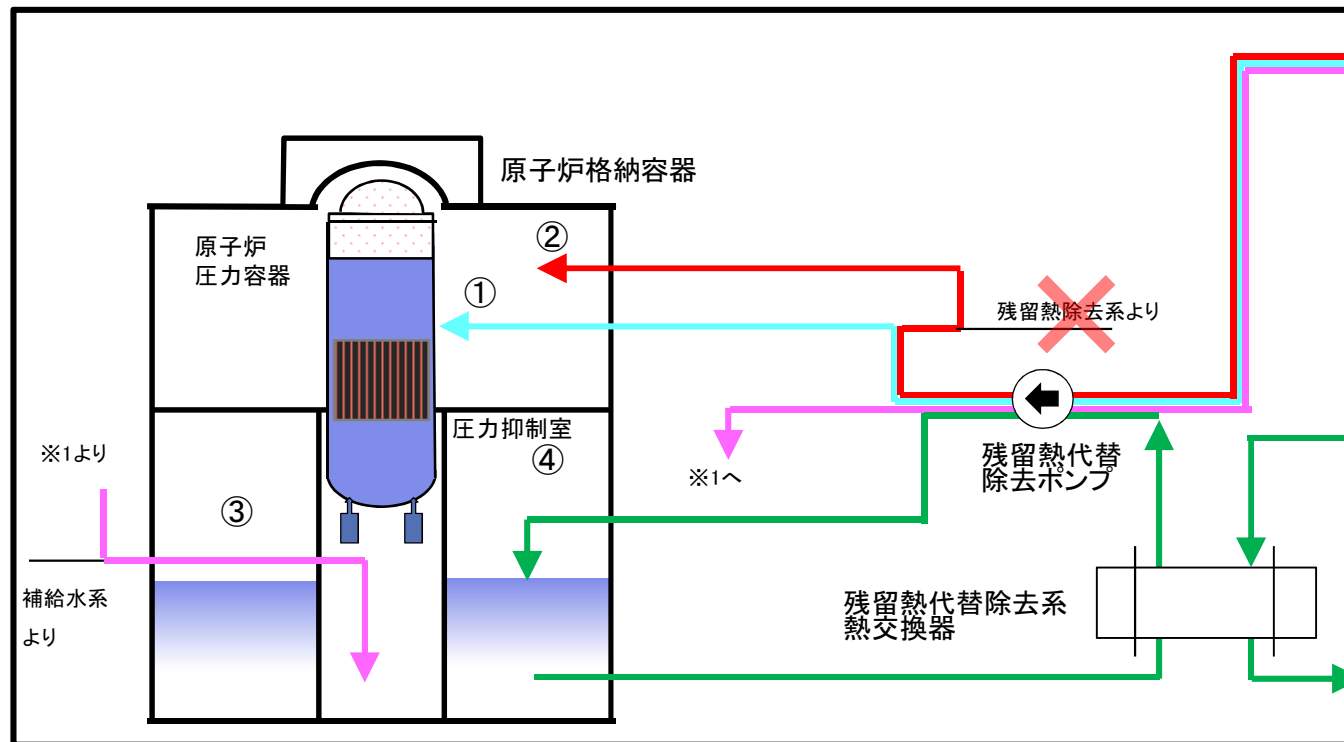 原子炉格納容器
原子炉
圧力容器
②
①
残留熱除去系より
圧力抑制室
④
※1より
③
※1へ
残留熱代替
除去ポンプ
補給水系
より
残留熱代替除去系
熱交換器